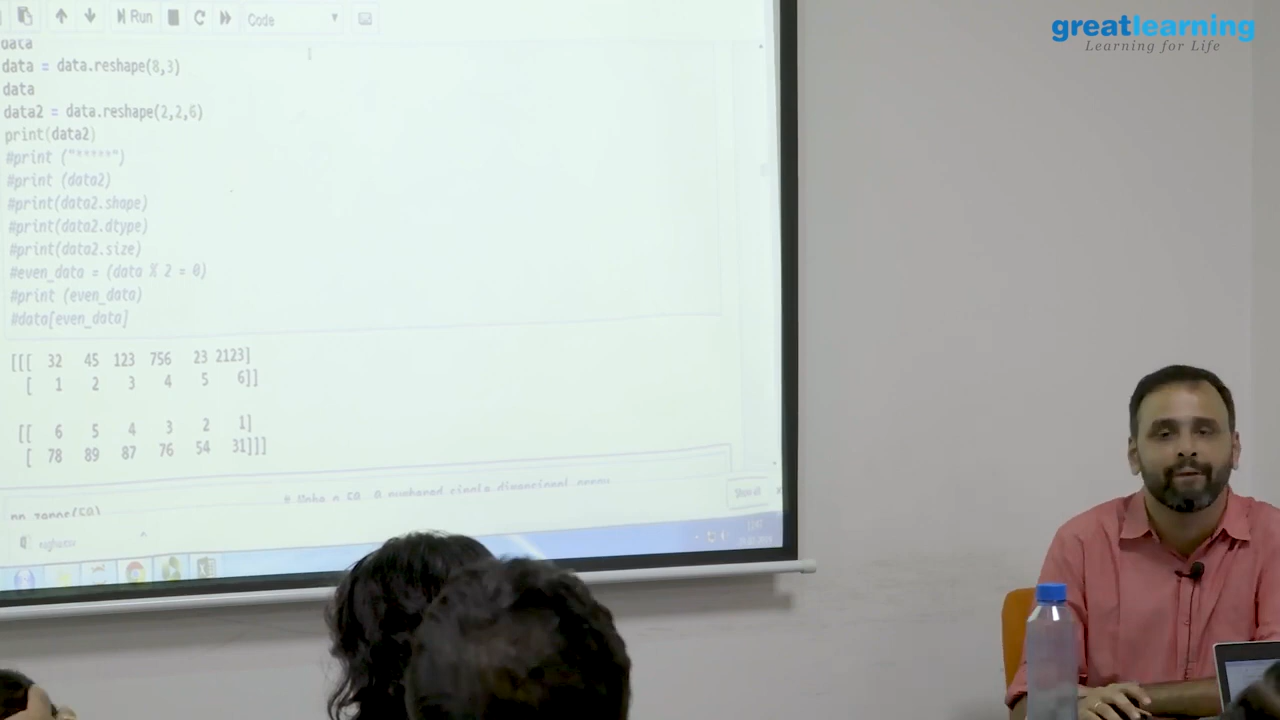 Run
Code
data
data = data.reshape(8,3)
data
data2 = data.reshape(2,2,6)
print(data2)
#print ("*****")
#print (data2)
#print(data2.shape)
#print(data2.dtype)
#print(data2.size)
#even_data = (data % 2 = 0)
#print (even_data)
#data[even_data]
[[[ 32 45 123 756 23 2123]
[ 1 2 3 4 5 6]]
[[ 6 5 4 3 2 1]
[ 78 89 87 76 54 31]]]
Show all
greatlearning
Learning for Life